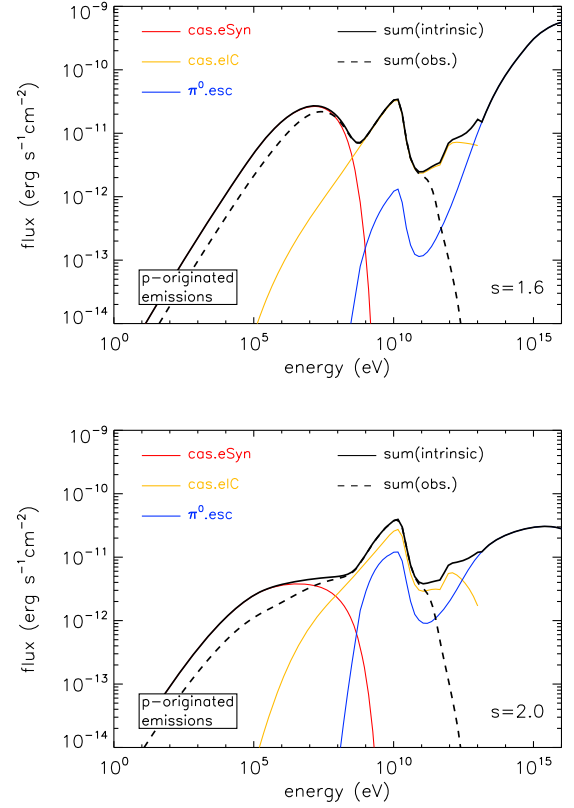 10⁻⁹
10⁻¹⁰
10⁻¹¹
10⁻¹²
10⁻¹³
10⁻¹⁴
flux (erg s⁻¹cm⁻²)
cas.eSyn
cas.eIC
π⁰.esc
sum(intrinsic)
sum(obs.)
p-originated
emissions
s=1.6
10⁰ 10⁵ 10¹⁰ 10¹⁵
energy (eV)
10⁻⁹
10⁻¹⁰
10⁻¹¹
10⁻¹²
10⁻¹³
10⁻¹⁴
flux (erg s⁻¹cm⁻²)
cas.eSyn
cas.eIC
π⁰.esc
sum(intrinsic)
sum(obs.)
p-originated
emissions
s=2.0
10⁰ 10⁵ 10¹⁰ 10¹⁵
energy (eV)